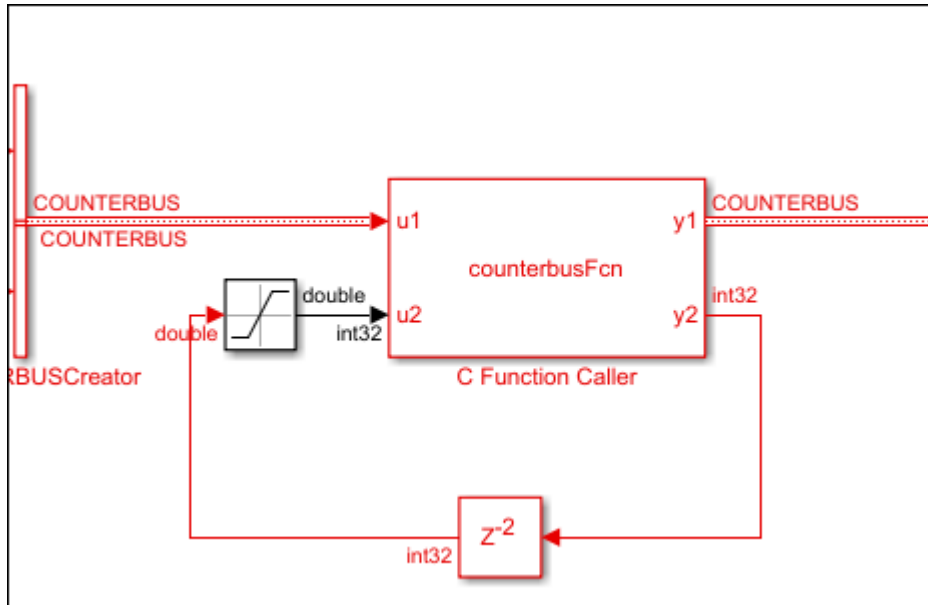 COUNTERBUS
COUNTERBUS
u1
y1
COUNTERBUS
counterbusFcn
double
double
int32
u2
y2
int32
RBUSCreator
C Function Caller
int32
Z-2